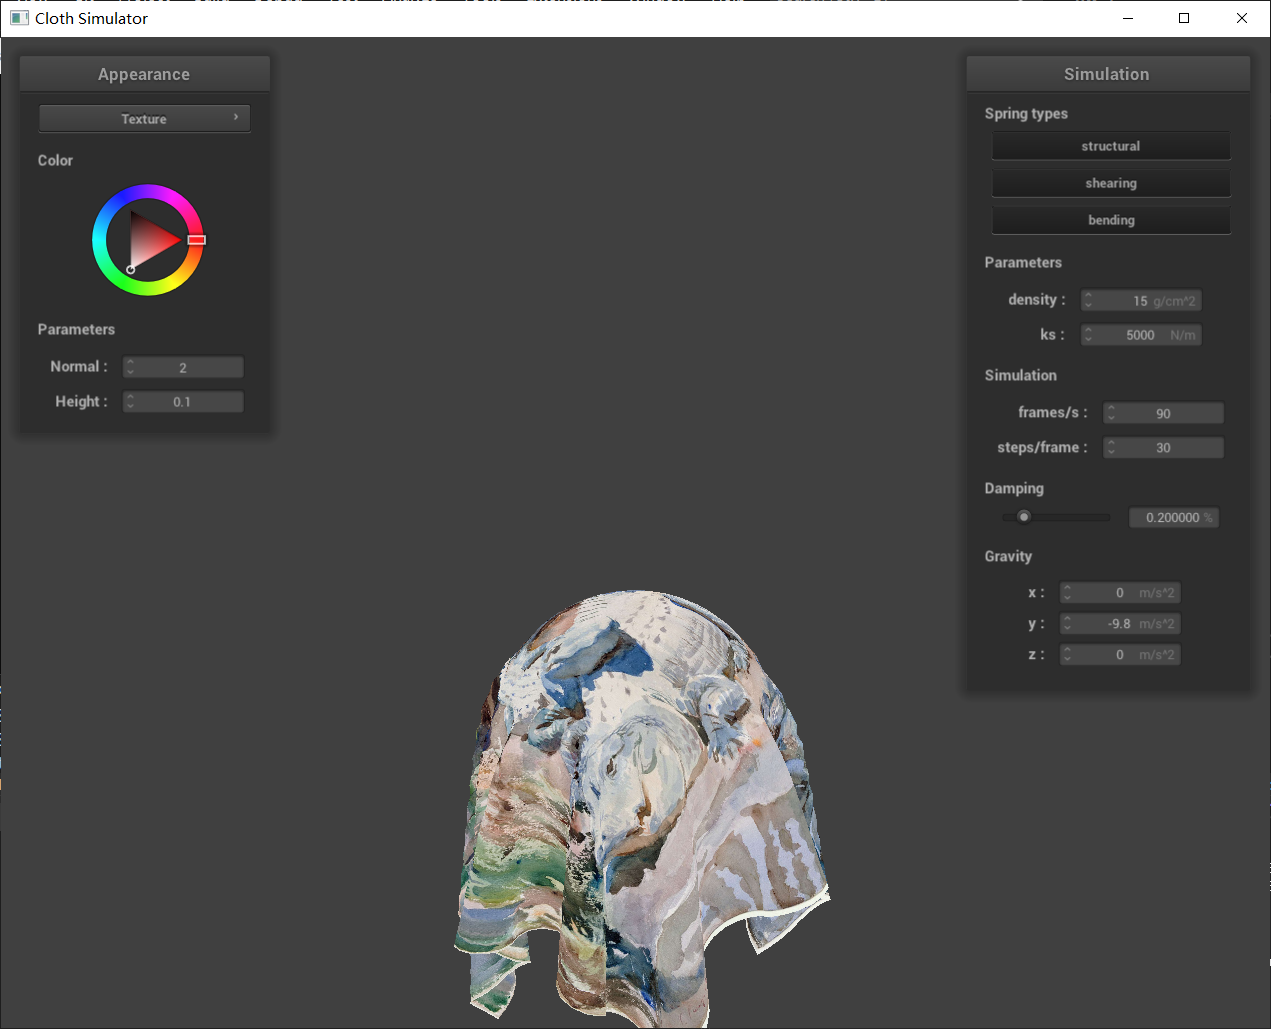 Cloth Simulator
Appearance
Texture
Color
Parameters
Normal : 2
Height : 0.1
Simulation
Spring types
structural
shearing
bending
Parameters
density : 15 g/cm^2
ks : 5000 N/m
Simulation
frames/s : 90
steps/frame : 30
Damping
0.200000 %
Gravity
x : 0 m/s^2
y : -9.8 m/s^2
z : 0 m/s^2